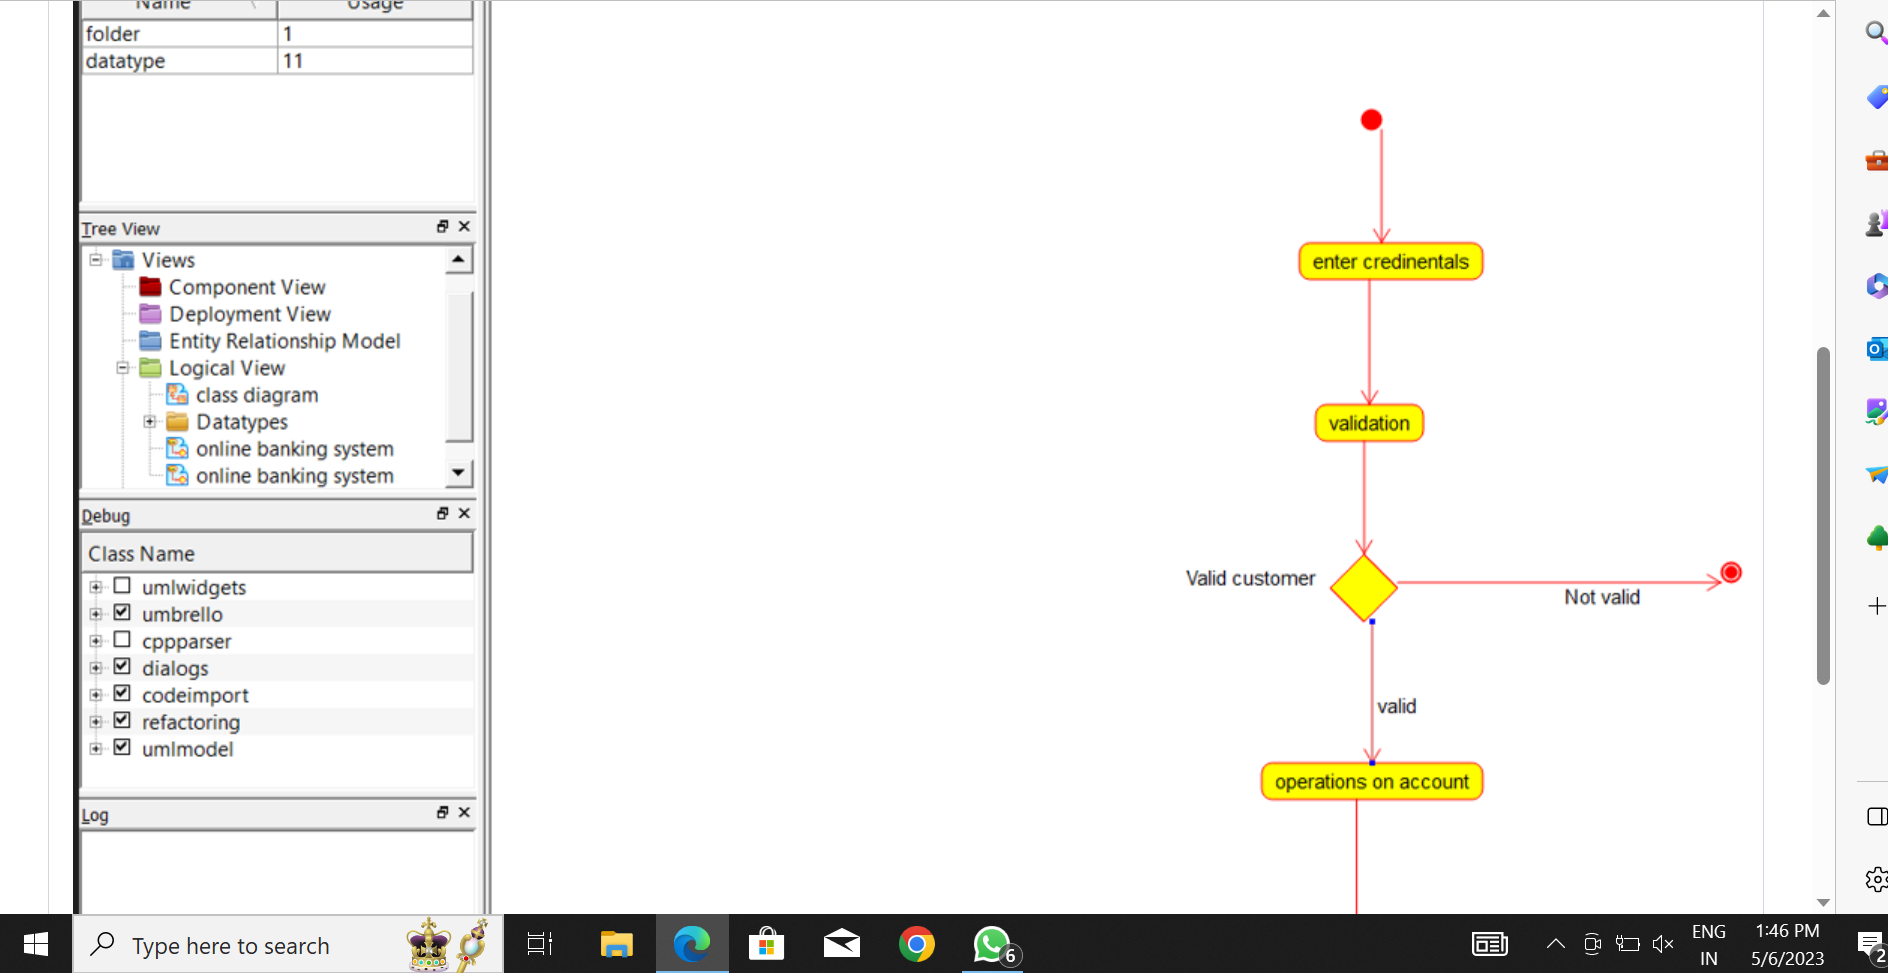 Name Usage
folder 1
datatype 11
Tree View
Views
Component View
Deployment View
Entity Relationship Model
Logical View
class diagram
Datatypes
online banking system
online banking system
Debug
Class Name
umlwidgets
umbrello
cppparser
dialogs
codeimport
refactoring
umlmodel
Log
enter credinentals
validation
Valid customer
Not valid
valid
operations on account
Type here to search
6
ENG
IN
1:46 PM
5/6/2023
2